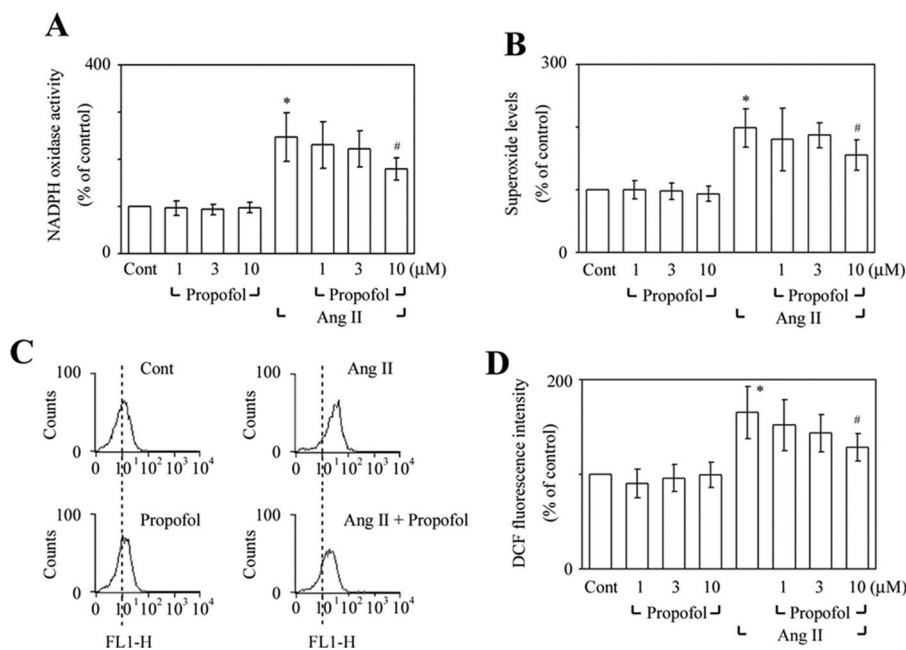 A
NADPH oxidase activity
(% of contrtol)
400
0
*
#
Cont 1 3 10 1 3 10 (μM)
Propofol Propofol
Ang II
B
Superoxide levels
(% of control)
300
0
*
#
Cont 1 3 10 1 3 10 (μM)
Propofol Propofol
Ang II
C
100
Counts
0
Cont
0 10¹ 10² 10³ 10⁴
100
Counts
0
Ang II
0 10¹ 10² 10³ 10⁴
100
Counts
0
Propofol
0 10¹ 10² 10³ 10⁴
FL1-H
100
Counts
0
Ang II + Propofol
0 10¹ 10² 10³ 10⁴
FL1-H
D
DCF fluorescence intensity
(% of control)
200
100
0
*
#
Cont 1 3 10 1 3 10 (μM)
Propofol Propofol
Ang II